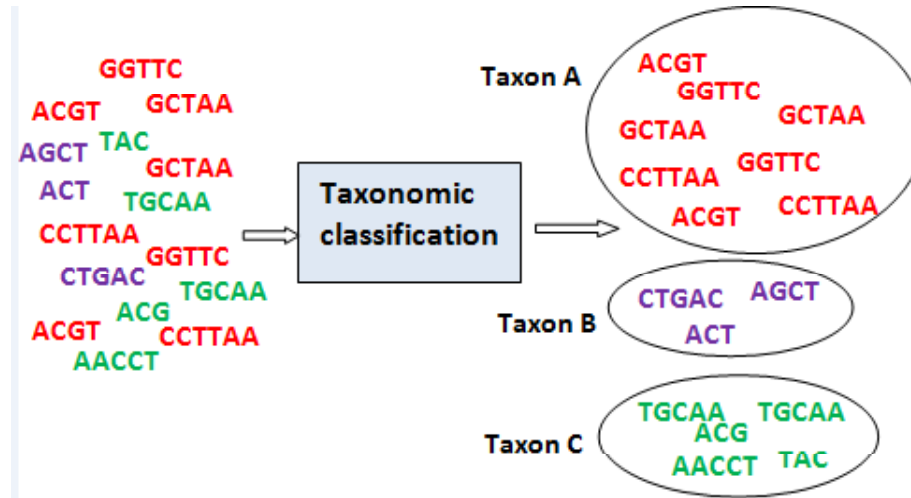 GGTTC
ACGT GCTAA
AGCT TAC
GCTAA
ACT TGCAA
CCTTAA
GGTTC
CTGAC TGCAA
ACG
ACGT CCTTAA
AACCT
Taxonomic
classification
Taxon A
ACGT
GGTTC
GCTAA
GCTAA
GGTTC
CCTTAA
CCTTAA
ACGT
Taxon B
CTGAC AGCT
ACT
Taxon C
TGCAA TGCAA
ACG
AACCT TAC